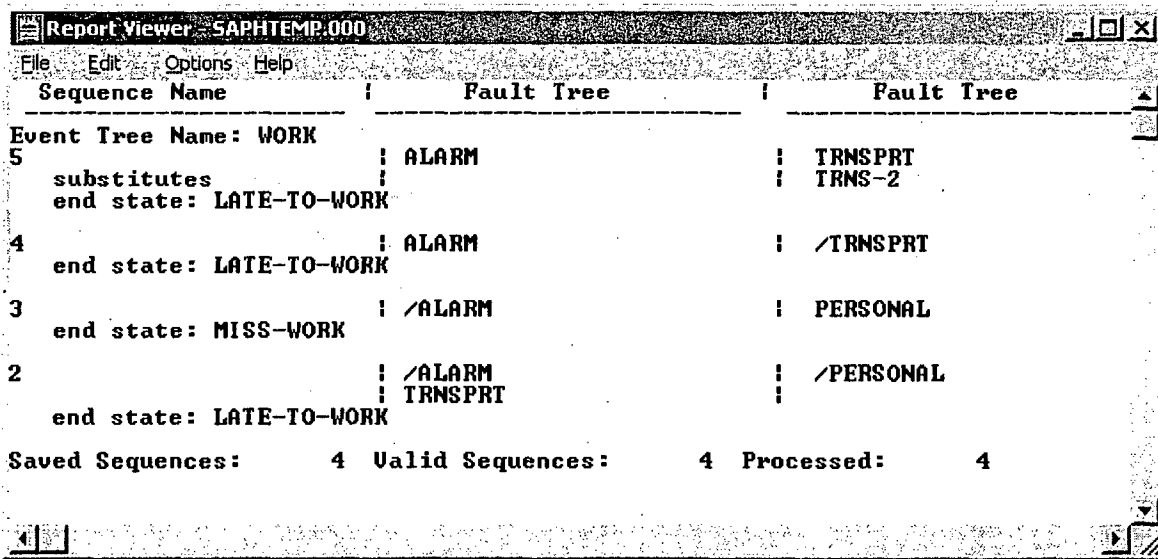 Report Viewer - SAPHTEMP.000
File Edit Options Help
Sequence Name | Fault Tree | Fault Tree
Event Tree Name: WORK
5 | ALARM | TRNSPRT
substitutes | | TRNS-2
end state: LATE-TO-WORK
4 | ALARM | /TRNSPRT
end state: LATE-TO-WORK
3 | /ALARM | PERSONAL
end state: MISS-WORK
2 | /ALARM | /PERSONAL
| TRNSPRT |
end state: LATE-TO-WORK
Saved Sequences: 4 Valid Sequences: 4 Processed: 4